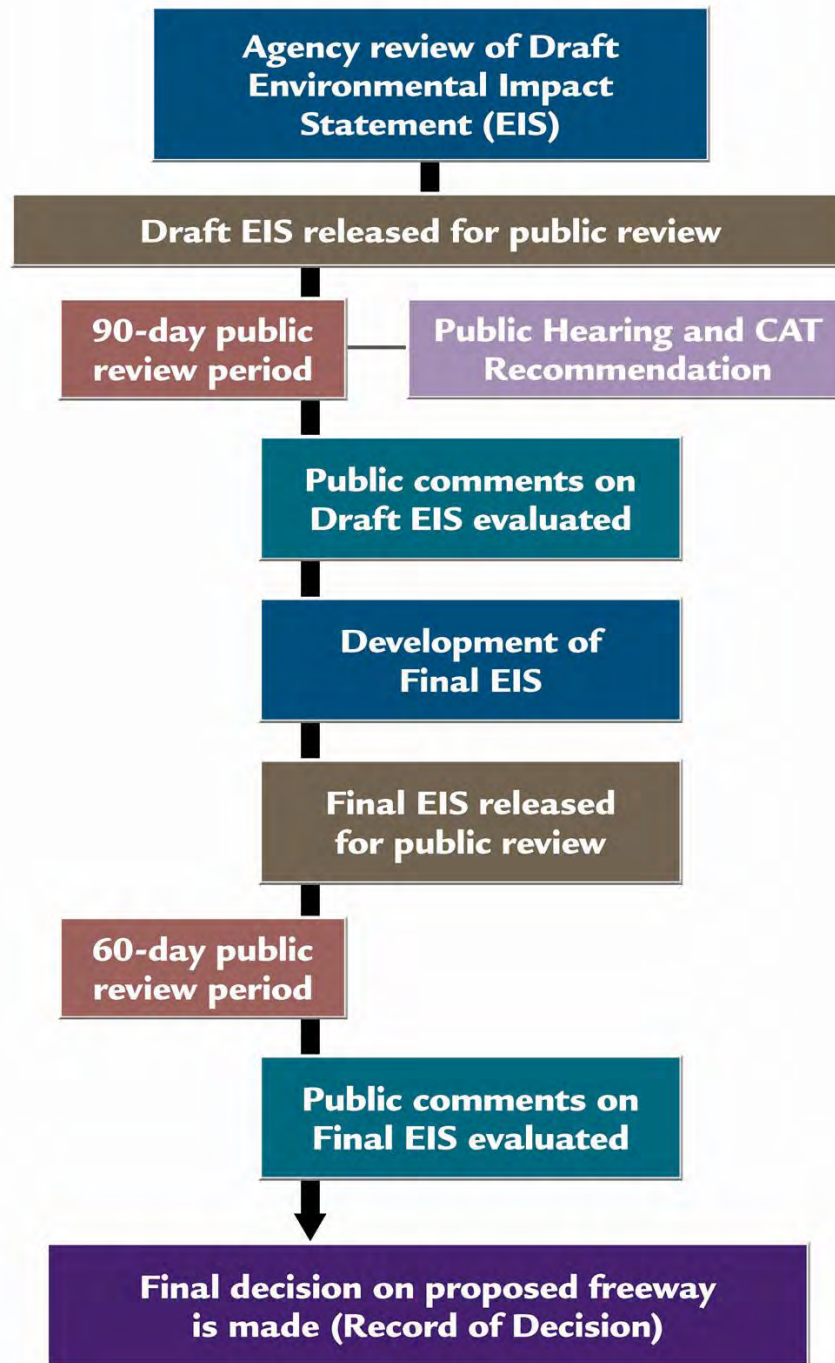 Agency review of Draft
Environmental Impact
Statement (EIS)
Draft EIS released for public review
90-day public
review period
Public Hearing and CAT
Recommendation
Public comments on
Draft EIS evaluated
Development of
Final EIS
Final EIS released
for public review
60-day public
review period
Public comments on
Final EIS evaluated
Final decision on proposed freeway
is made (Record of Decision)